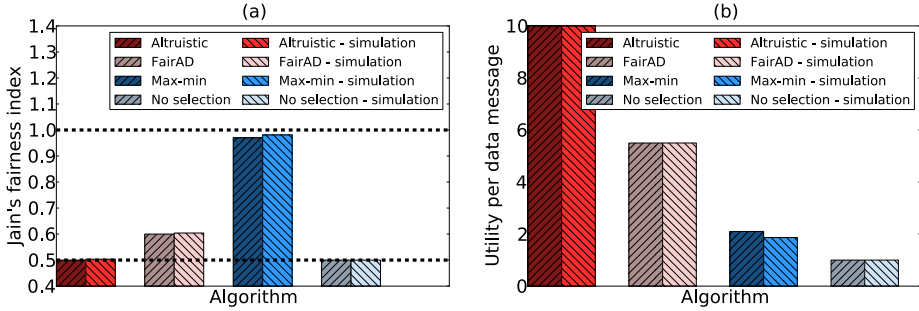 (a)
Jain's fairness index
1.4
1.3
1.2
1.1
1.0
0.9
0.8
0.7
0.6
0.5
0.4
Altruistic
FairAD
Max-min
No selection
Altruistic - simulation
FairAD - simulation
Max-min - simulation
No selection - simulation
Algorithm
(b)
Utility per data message
10
8
6
4
2
0
Altruistic
FairAD
Max-min
No selection
Altruistic - simulation
FairAD - simulation
Max-min - simulation
No selection - simulation
Algorithm